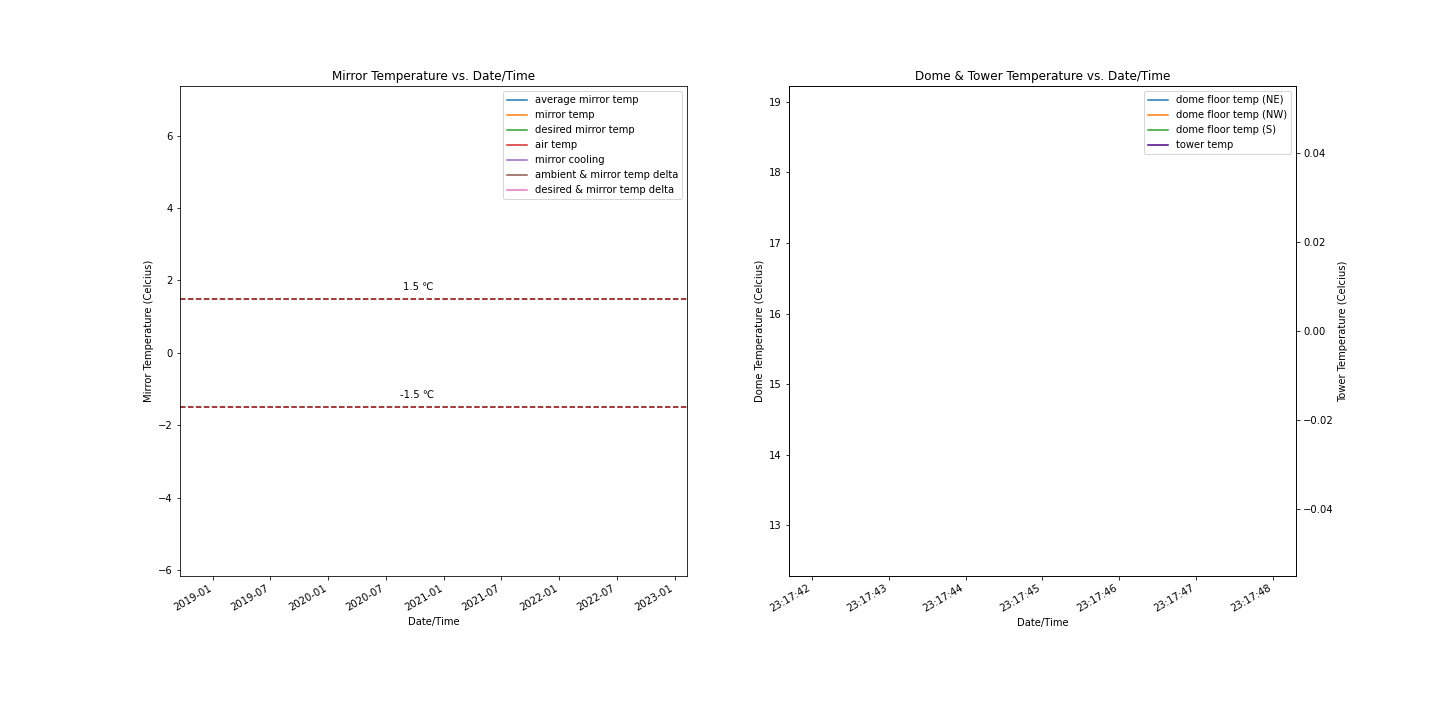 Mirror Temperature vs. Date/Time
average mirror temp
mirror temp
desired mirror temp
air temp
mirror cooling
ambient & mirror temp delta
desired & mirror temp delta
6
4
2
0
−2
−4
−6
Mirror Temperature (Celcius)
1.5 °C
-1.5 °C
2019-01
2019-07
2020-01
2020-07
2021-01
2021-07
2022-01
2022-07
2023-01
Date/Time
Dome & Tower Temperature vs. Date/Time
dome floor temp (NE)
dome floor temp (NW)
dome floor temp (S)
tower temp
19
18
17
16
15
14
13
Dome Temperature (Celcius)
0.04
0.02
0.00
−0.02
−0.04
Tower Temperature (Celcius)
23:17:42
23:17:43
23:17:44
23:17:45
23:17:46
23:17:47
23:17:48
Date/Time